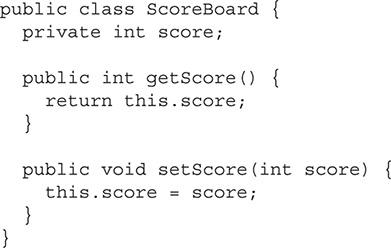 public class ScoreBoard {
  private int score;

  public int getScore() {
    return this.score;
  }

  public void setScore(int score) {
    this.score = score;
  }
}